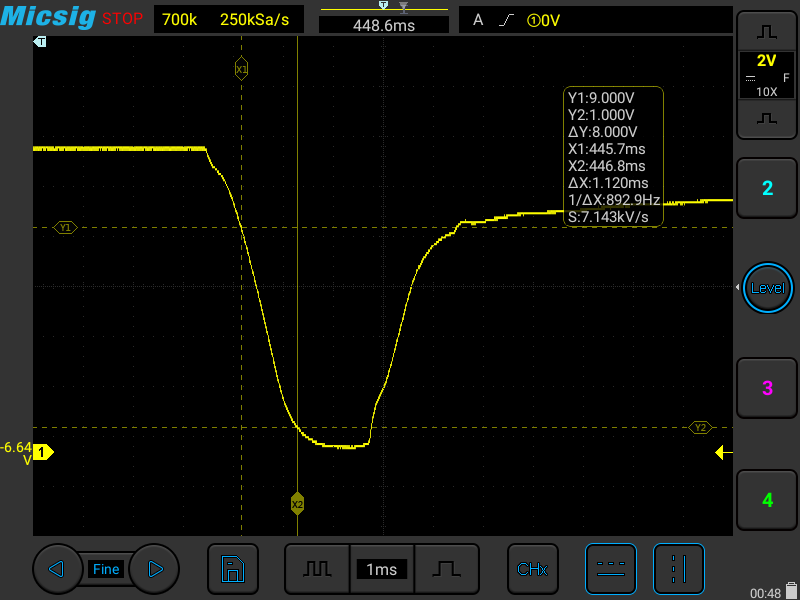 Micsig STOP 700k 250kSa/s 448.6ms A ①0V
T
X1
2V
F
10X
Y1:9.000V
Y2:1.000V
ΔY:8.000V
X1:445.7ms
X2:446.8ms
ΔX:1.120ms
1/ΔX:892.9Hz
S:7.143kV/s
2
Y1
Level
3
Y2
-6.64
V
1
X2
4
Fine
1ms
CHx
00:48